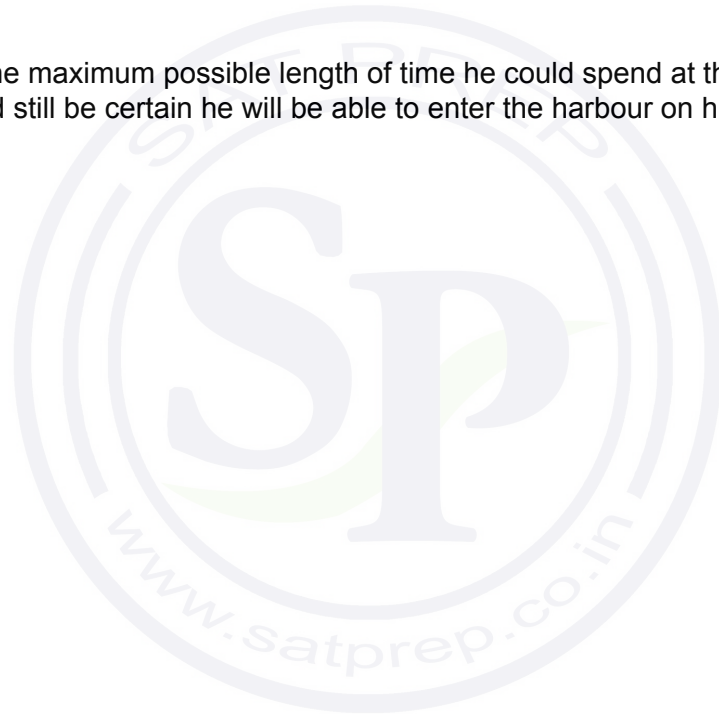 ne maximum possible length of time he could spend at th
d still be certain he will be able to enter the harbour on h
SAT PREP
SP
www.satprep.co.in